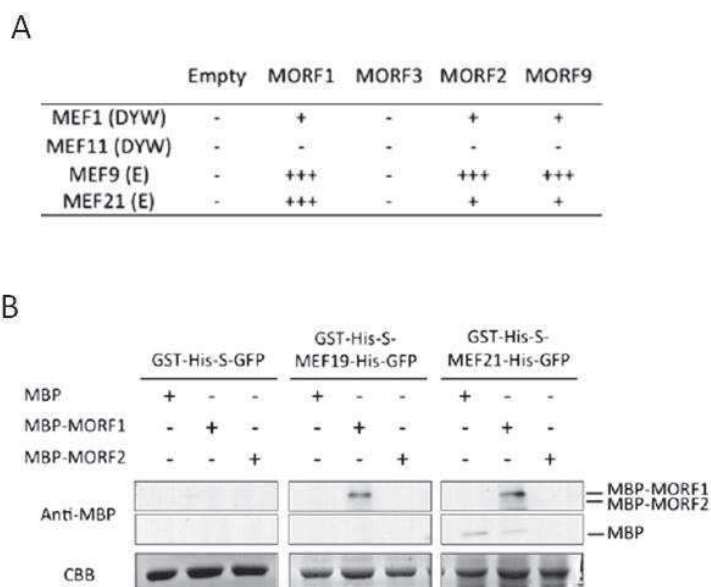 A
Empty MORF1 MORF3 MORF2 MORF9
MEF1 (DYW) - + - + +
MEF11 (DYW) - - - - -
MEF9 (E) - +++ - +++ +++
MEF21 (E) - +++ - + +
B
GST-His-S-GFP
GST-His-S-
MEF19-His-GFP
GST-His-S-
MEF21-His-GFP
MBP + - - + - - + - -
MBP-MORF1 - + - - + - - + -
MBP-MORF2 - - + - - + - - +
Anti-MBP
MBP-MORF1
MBP-MORF2
MBP
CBB